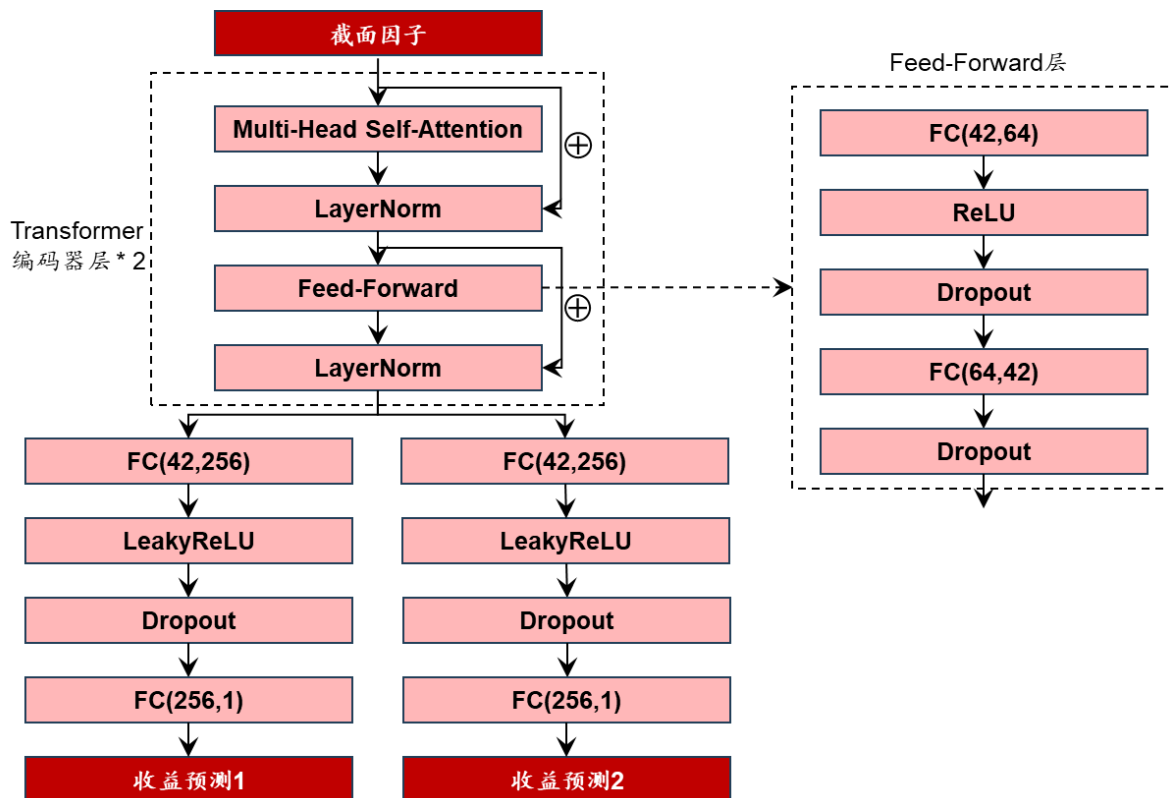 截面因子
Multi-Head Self-Attention
LayerNorm
Transformer
编码器层 * 2
Feed-Forward
LayerNorm
Feed-Forward层
FC(42,64)
ReLU
Dropout
FC(64,42)
Dropout
FC(42,256)
LeakyReLU
Dropout
FC(256,1)
收益预测1
FC(42,256)
LeakyReLU
Dropout
FC(256,1)
收益预测2